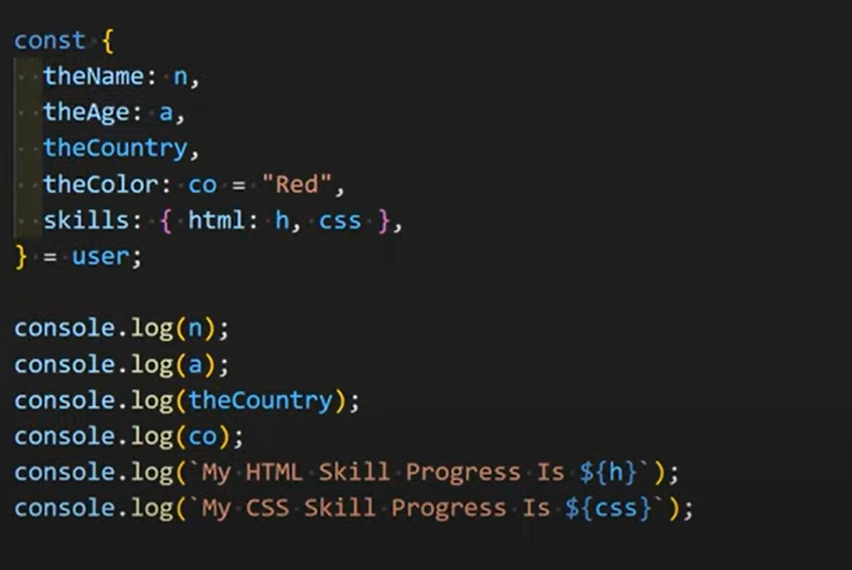 const {
theName: n,
theAge: a,
theCountry,
theColor: co = "Red",
skills: { html: h, css },
} = user;
console.log(n);
console.log(a);
console.log(theCountry);
console.log(co);
console.log(`My HTML Skill Progress Is ${h}`);
console.log(`My CSS Skill Progress Is ${css}`);